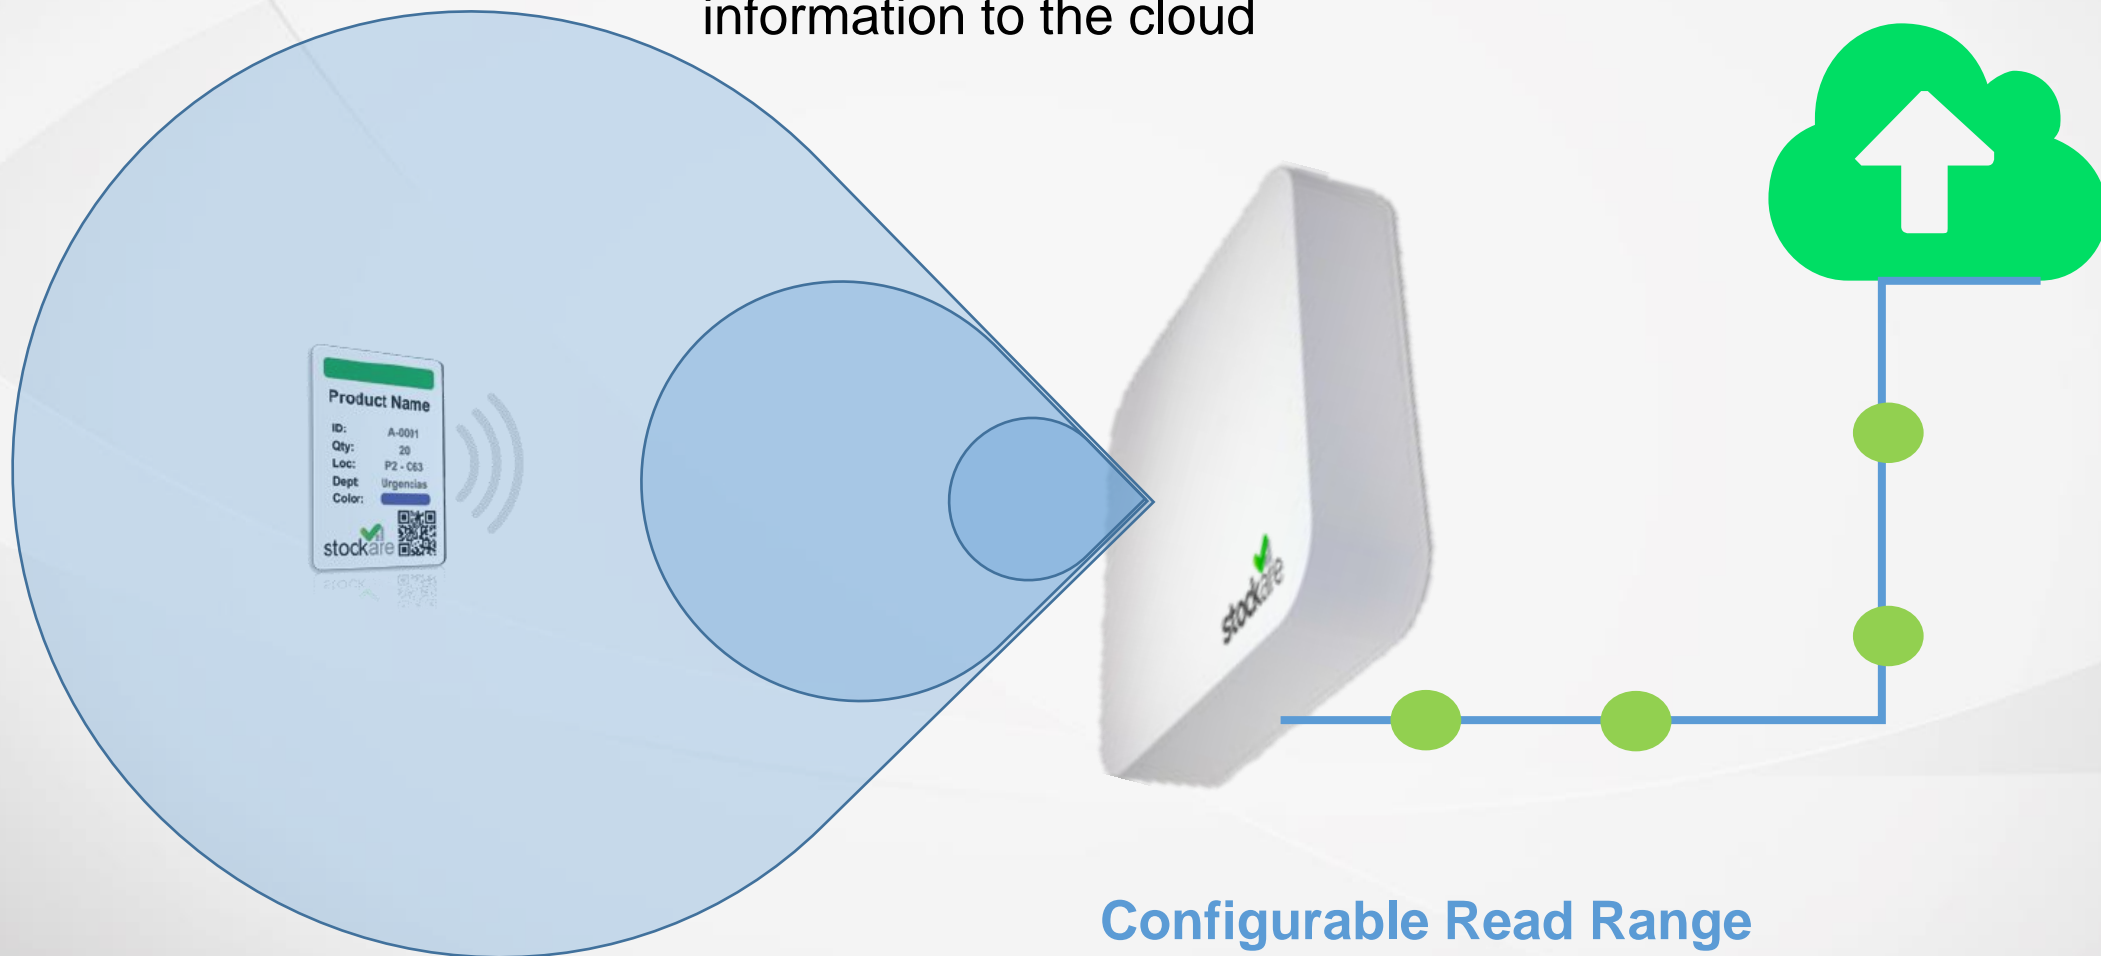 information to the cloud
Product Name
ID: A-0001
Qty: 20
Loc: P2 - C63
Dept: Urgencias
Color:
stockare
stockare
Configurable Read Range